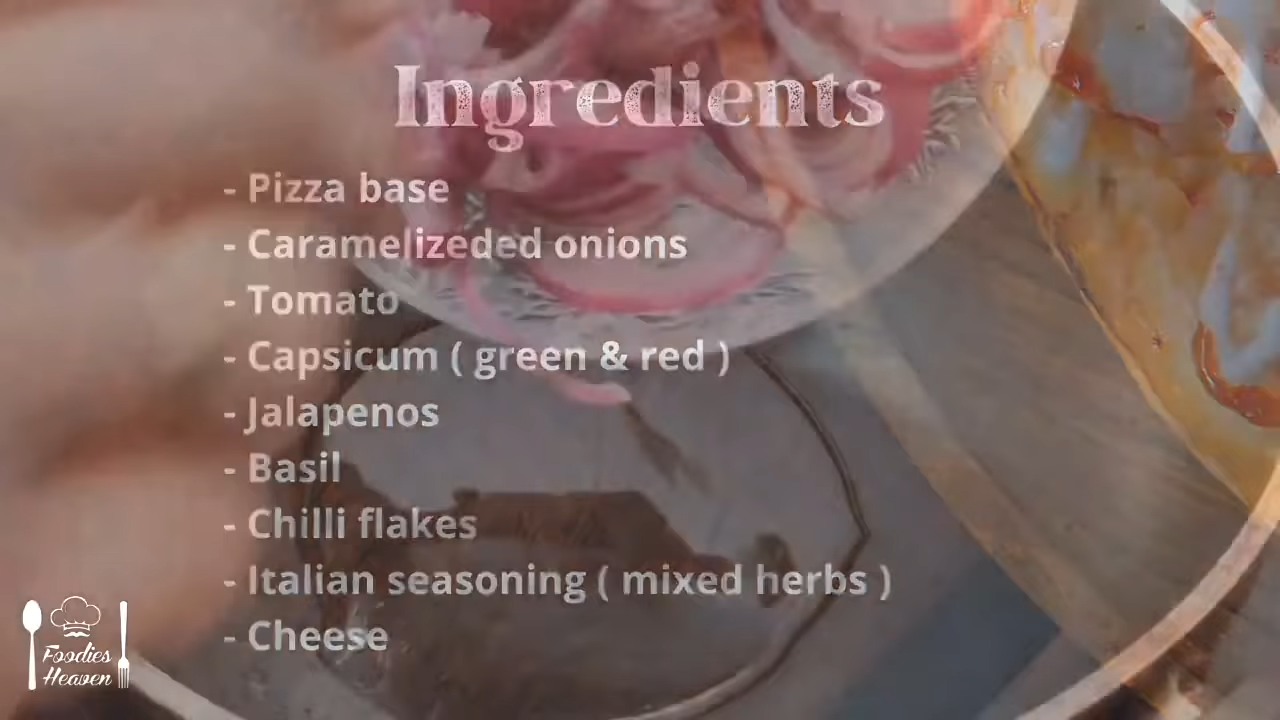 Ingredients
- Pizza base
- Caramelizeded onions
- Tomato
- Capsicum ( green & red )
- Jalapenos
- Basil
- Chilli flakes
- Italian seasoning ( mixed herbs )
- Cheese
Foodies
Heaven